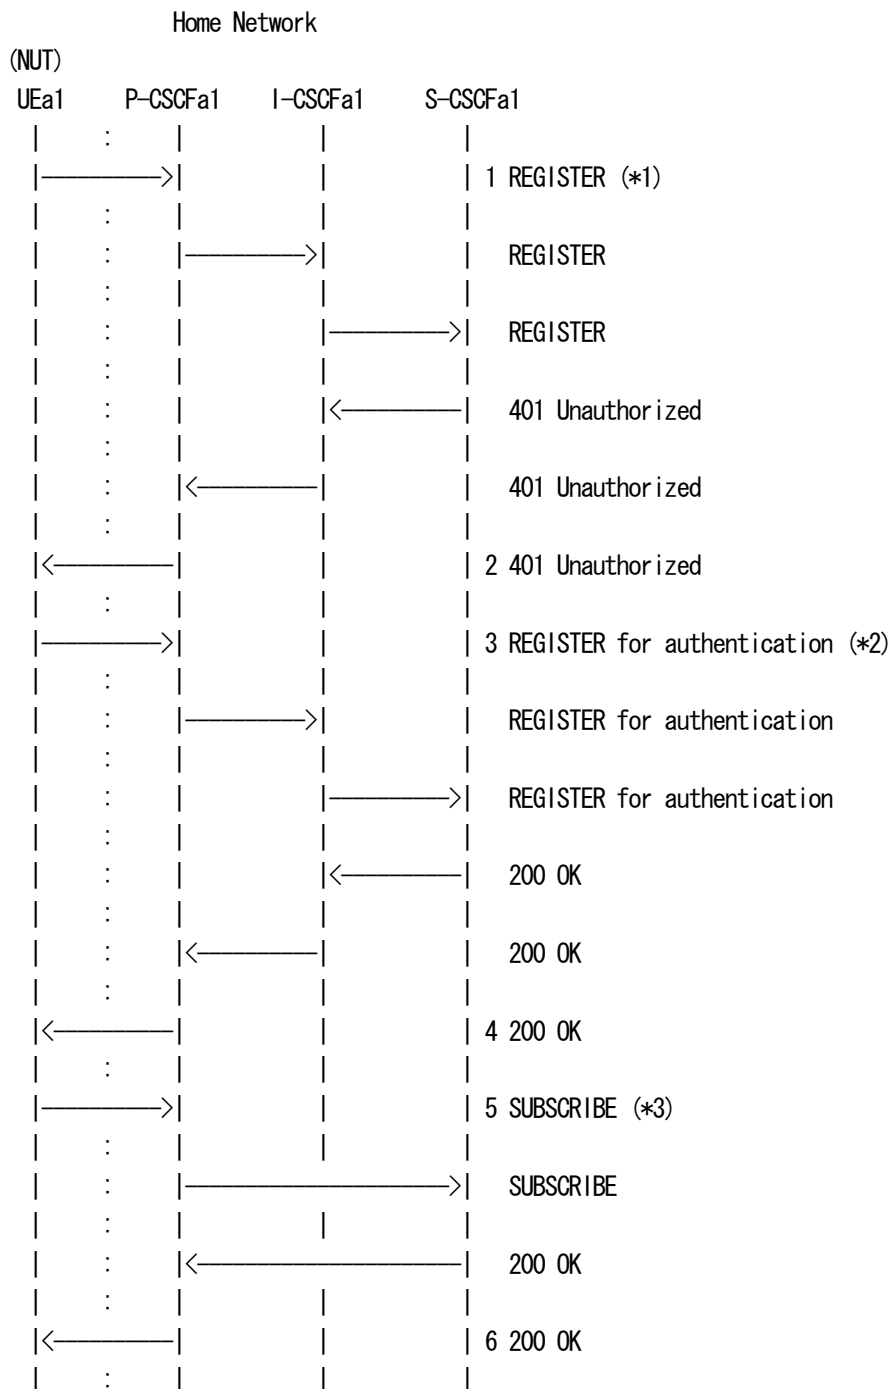 Home Network
(NUT)
UEa1 P-CSCFa1 I-CSCFa1 S-CSCFa1
1 REGISTER (*1)
REGISTER
REGISTER
401 Unauthorized
401 Unauthorized
2 401 Unauthorized
3 REGISTER for authentication (*2)
REGISTER for authentication
REGISTER for authentication
200 OK
200 OK
4 200 OK
5 SUBSCRIBE (*3)
SUBSCRIBE
200 OK
6 200 OK